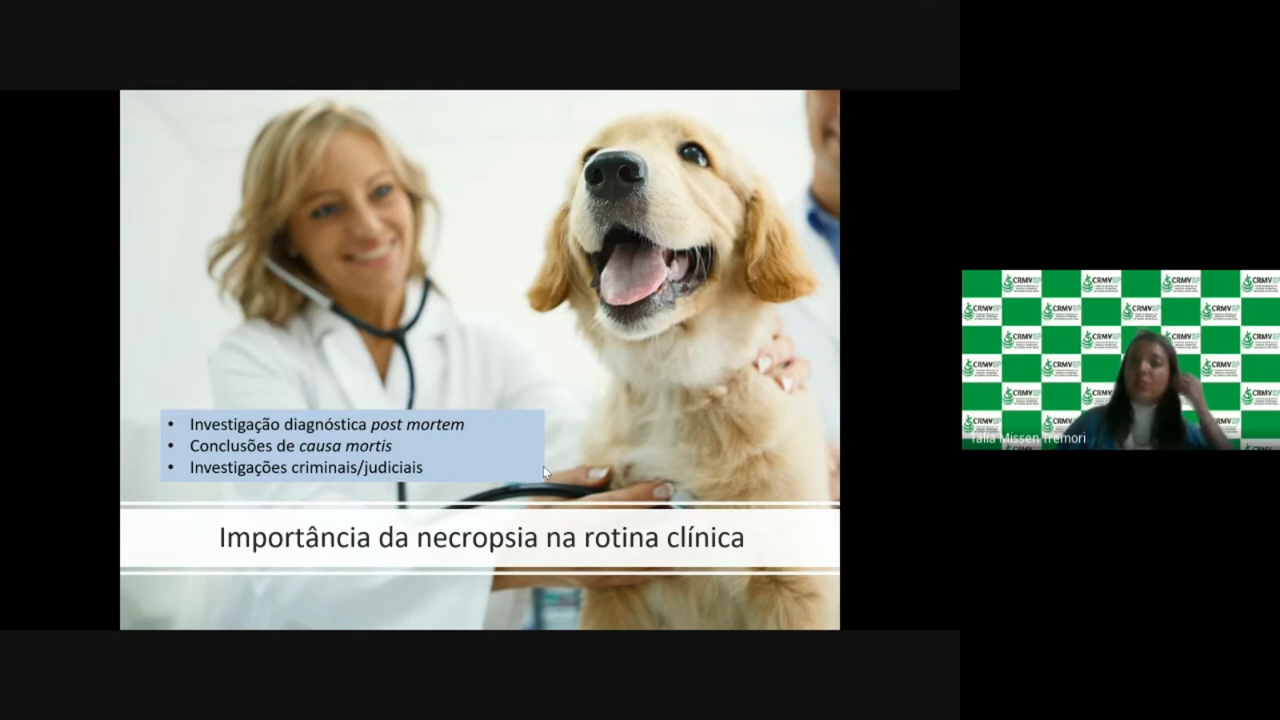 • Investigação diagnóstica post mortem
• Conclusões de causa mortis
• Investigações criminais/judiciais
Importância da necropsia na rotina clínica
CRMVSP
Talia Missen Tremori